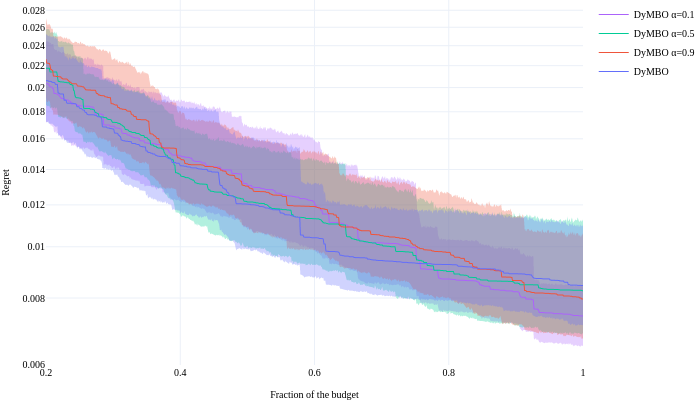 0.028
0.026
0.024
0.022
0.02
0.018
0.016
0.014
0.012
0.01
0.008
0.006
Regret
0.2
0.4
0.6
0.8
1
Fraction of the budget
DyMBO α=0.1
DyMBO α=0.5
DyMBO α=0.9
DyMBO